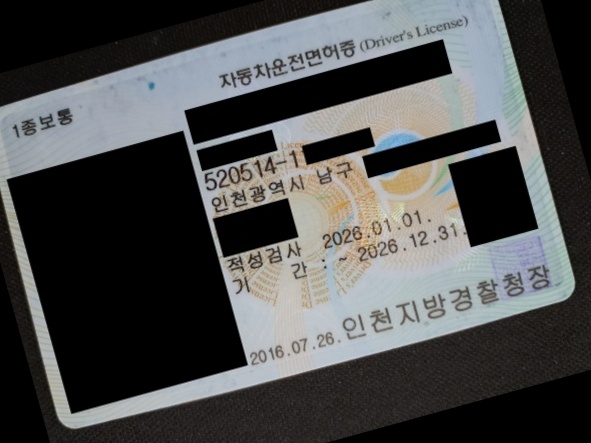 자동차운전면허증 (Driver's License)
1종보통
520514-1
인천광역시 남구
적성검사 2026.01.01.
기 간 : ~ 2026.12.31.
2016.07.26. 인천지방경찰청장